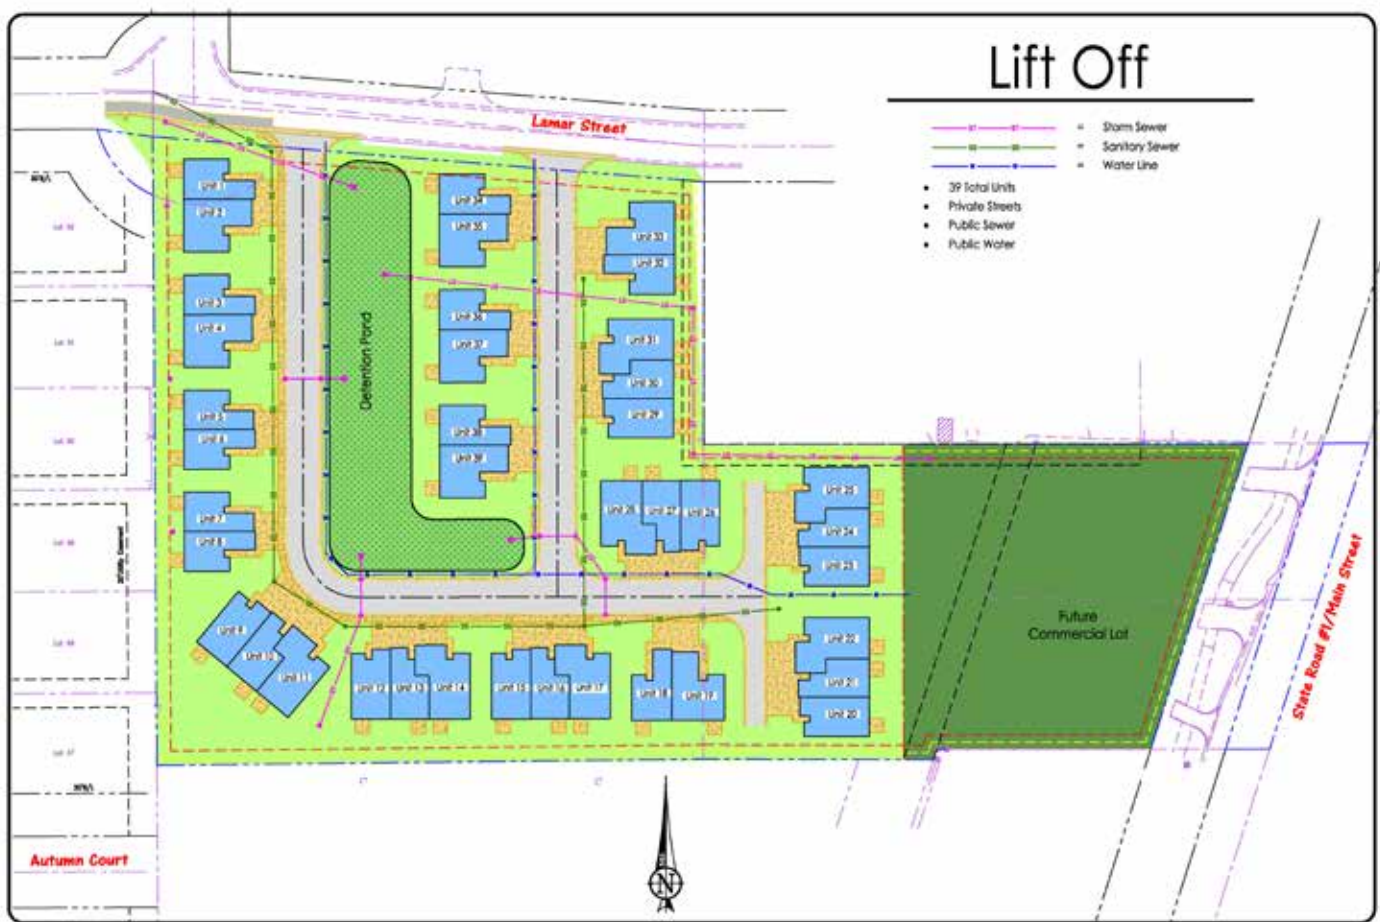 Lift Off
= Storm Sewer
= Sanitary Sewer
= Water Line
• 39 Total Units
• Private Streets
• Public Sewer
• Public Water
Lamar Street
Unit 1
Unit 2
Unit 3
Unit 4
Unit 5
Unit 6
Unit 7
Unit 8
Unit 9
Unit 10
Unit 11
Unit 12
Unit 13
Unit 14
Unit 15
Unit 16
Unit 17
Unit 18
Unit 19
Unit 20
Unit 21
Unit 22
Unit 23
Unit 24
Unit 25
Unit 26
Unit 27
Unit 28
Unit 29
Unit 30
Unit 31
Unit 32
Unit 33
Unit 34
Unit 35
Unit 36
Unit 37
Unit 38
Unit 39
Detention Pond
Future
Commercial Lot
State Road #1/Main Street
Autumn Court
N